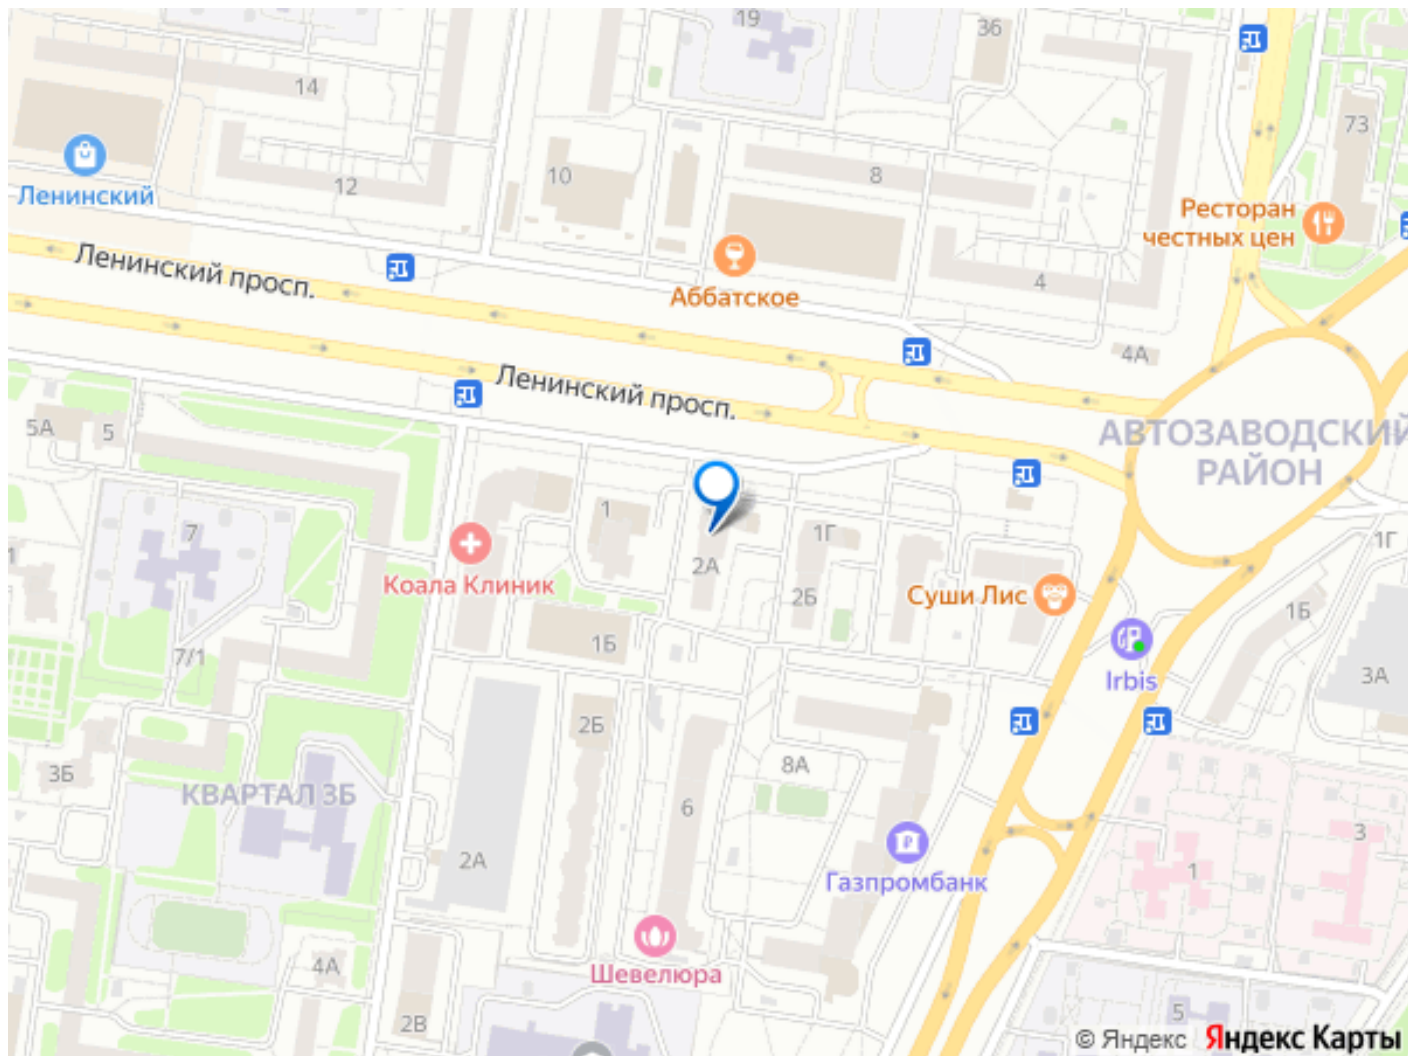 19
36
14
73
12
10
8
Ленинский
Ресторан
честных цен
Ленинский просп.
Аббатское
4
4А
Ленинский просп.
5А
5
АВТОЗАВОДСКИЙ
РАЙОН
1
7
1Г
1Г
1
Коала Клиник
2А
2Б
Суши Лис
1Б
1Б
7/1
Irbis
3А
2Б
3Б
КВАРТАЛ 3Б
8А
6
3
2А
1
Газпромбанк
4А
Шевелюра
2В
5
© Яндекс Яндекс Карты